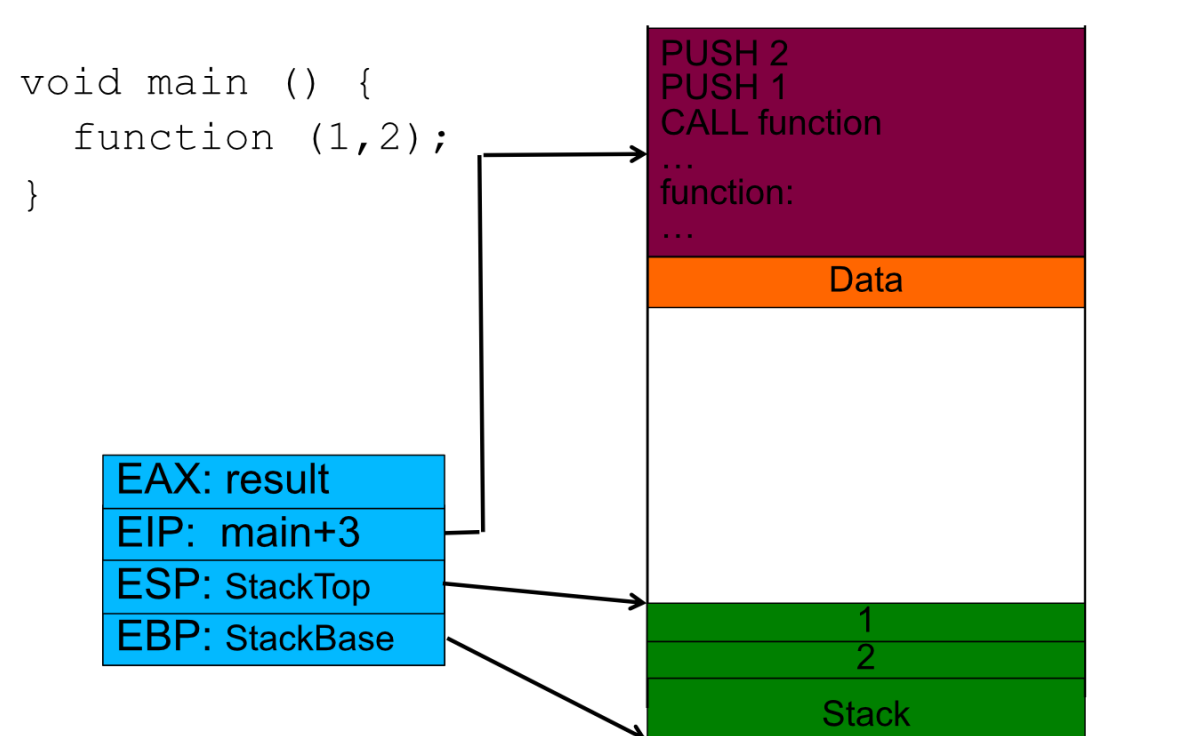 void main () {
function (1,2);
}
PUSH 2
PUSH 1
CALL function
...
function:
...
Data
EAX: result
EIP: main+3
ESP: StackTop
EBP: StackBase
1
2
Stack